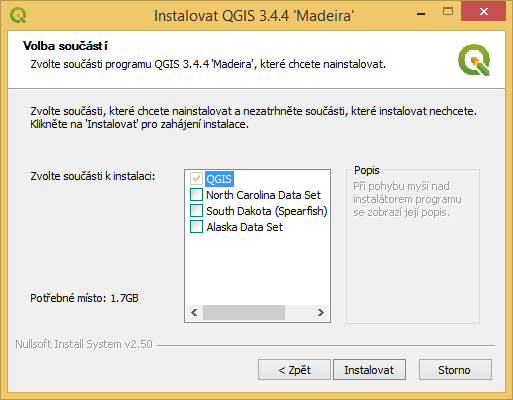 Instalovat QGIS 3.4.4 'Madeira'
Volba součástí
Zvolte součásti programu QGIS 3.4.4 'Madeira', které chcete nainstalovat.
Zvolte součásti, které chcete nainstalovat a nezatrhněte součásti, které instalovat nechcete.
Klikněte na 'Instalovat' pro zahájení instalace.
Zvolte součásti k instalaci:
QGIS
North Carolina Data Set
South Dakota (Spearfish)
Alaska Data Set
Popis
Při pohybu myší nad
instálátorem programu
se zobrazí její popis.
Potřebné místo: 1.7GB
Nullsoft Install System v2.50
< Zpět
Instalovat
Storno